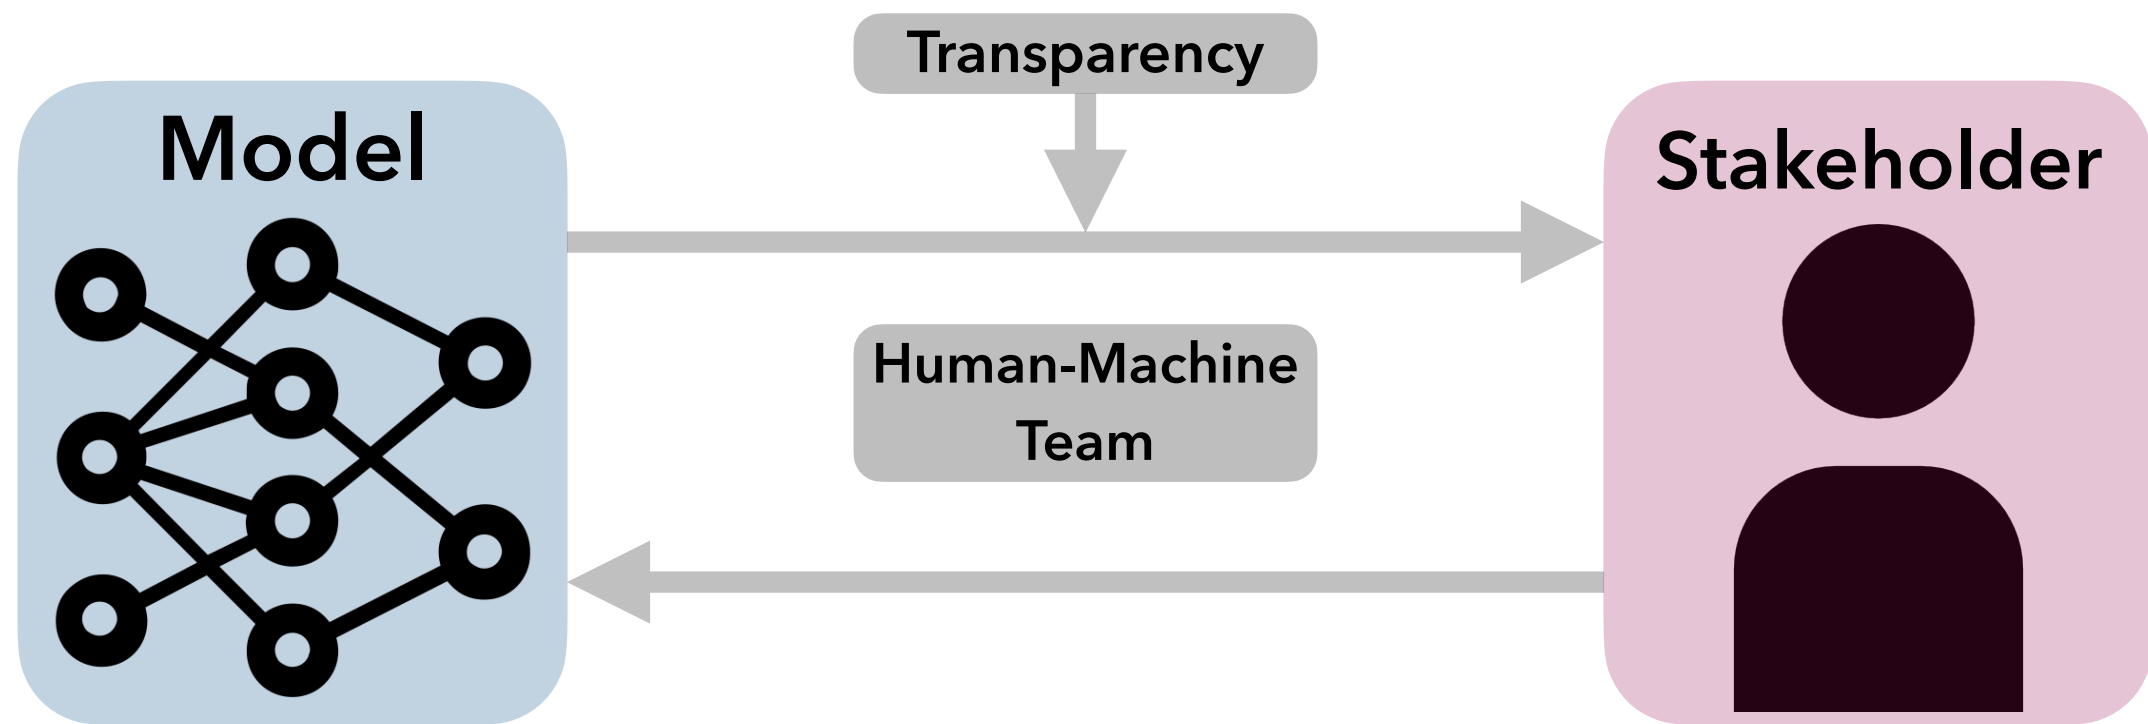 Transparency
Model
Stakeholder
Human-Machine
Team